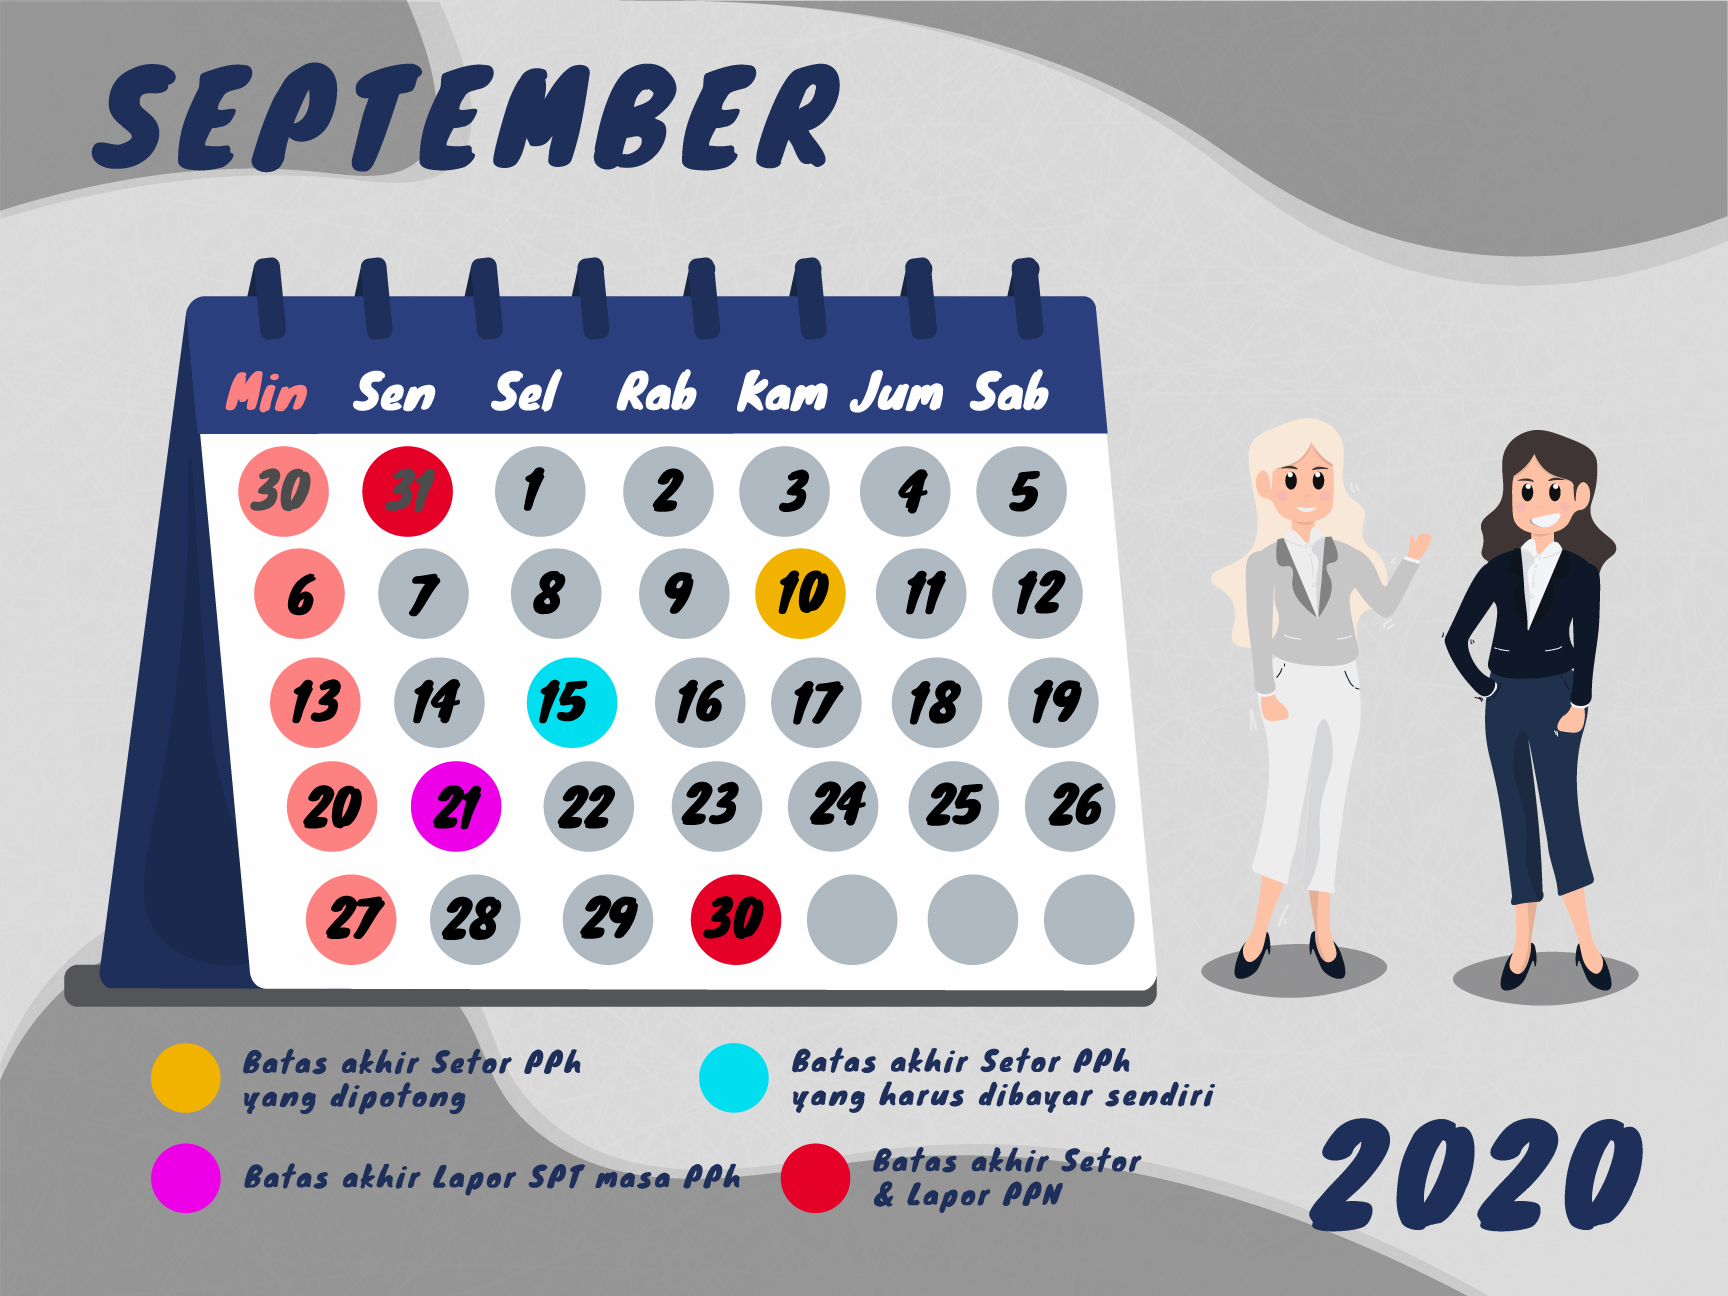 SEPTEMBER
Min Sen Sel Rab Kam Jum Sab
30 31 1 2 3 4 5
6 7 8 9 10 11 12
13 14 15 16 17 18 19
20 21 22 23 24 25 26
27 28 29 30
Batas akhir Setor PPh
yang dipotong
Batas akhir Setor PPh
yang harus dibayar sendiri
Batas akhir Lapor SPT masa PPh
Batas akhir Setor
& Lapor PPN
2020